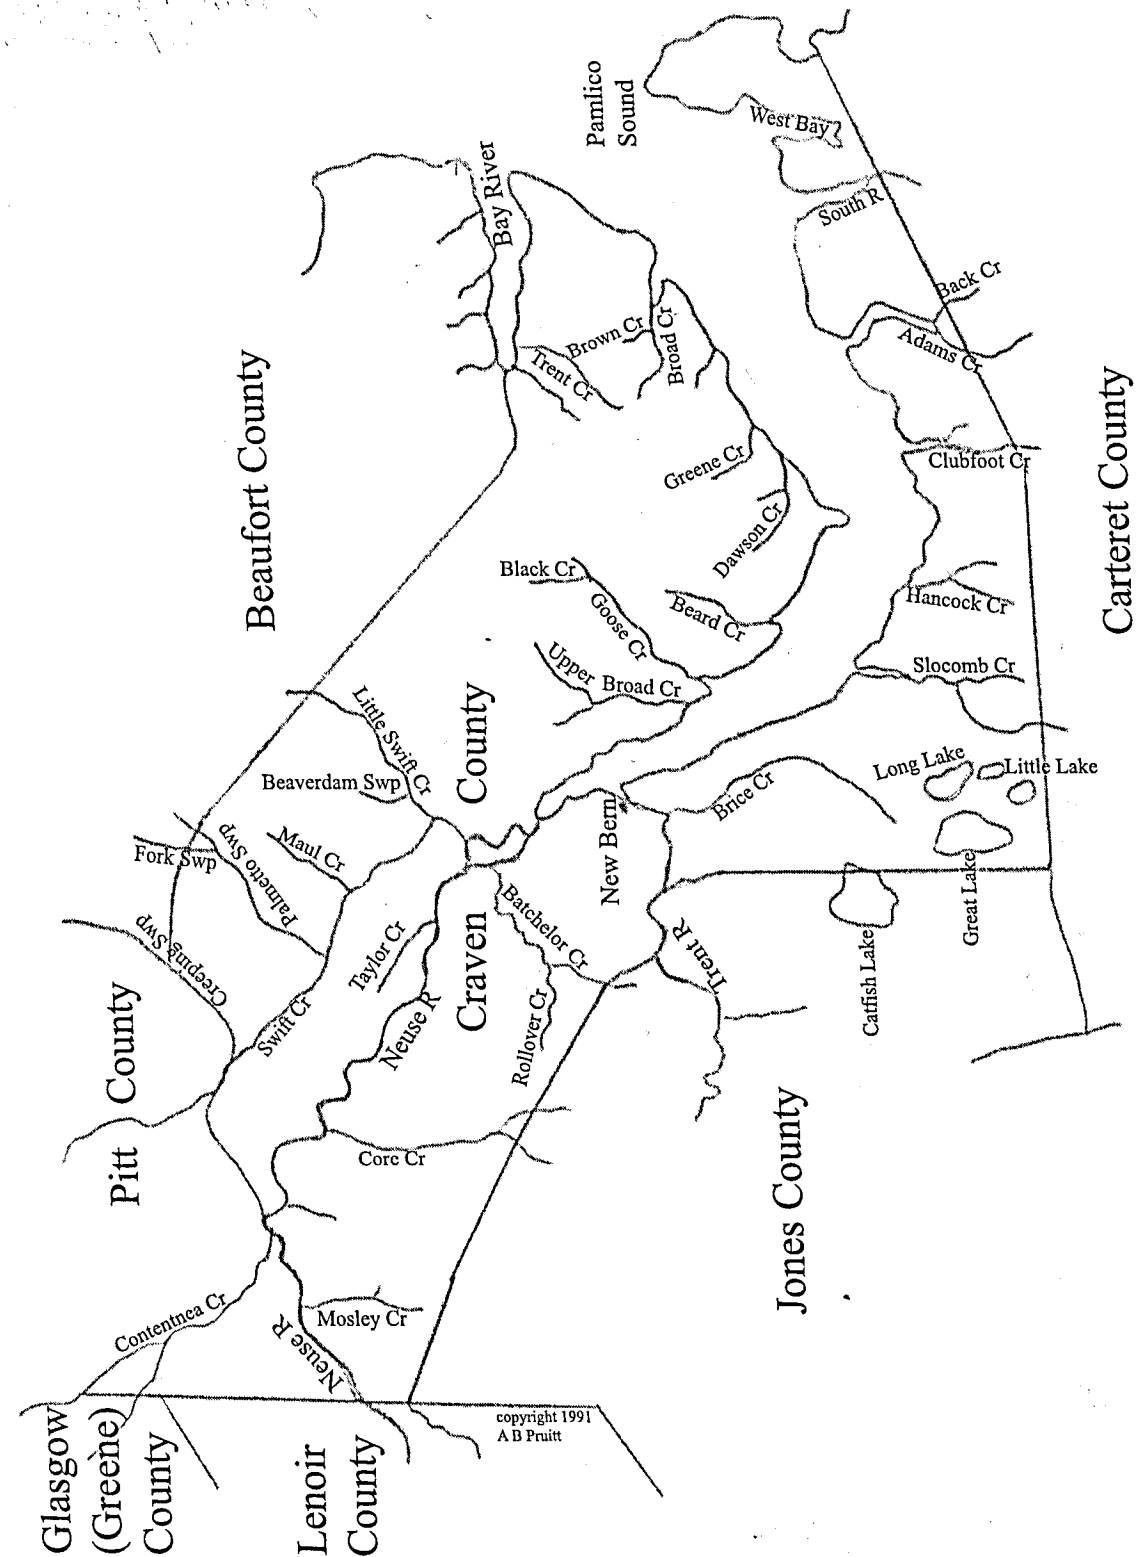 Pamlico
Sound
West Bay
South R
Back Cr
Adams Cr
Clubfoot Cr
Carteret County
Bay River
Brown Cr
Broad Cr
Trent Cr
Beaufort County
Greene Cr
Dawson Cr
Black Cr
Goose Cr
Beard Cr
Upper
Broad Cr
Hancock Cr
Slocomb Cr
Little Swift Cr
Beaverdam Swp
County
Long Lake
Little Lake
Brice Cr
New Bern
Fork Swp
Palmetto Swp
Maul Cr
Creeping Swp
Taylor Cr
Craven
Batchelor Cr
Trent R
Great Lake
Catfish Lake
Swift Cr
Neuse R
Rollover Cr
Pitt County
Core Cr
Jones County
Contentnea Cr
Neuse R
Mosley Cr
Glasgow
(Greene)
County
Lenoir
County
copyright 1991
A B Pruitt